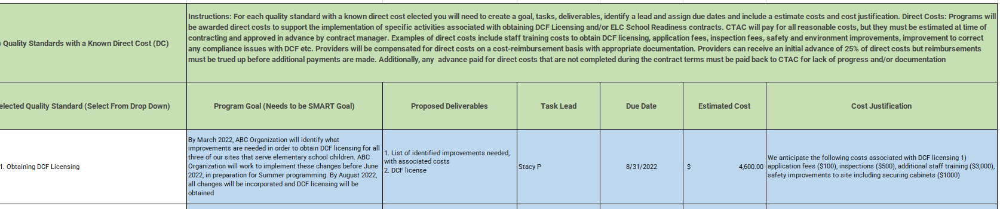 Instructions: For each quality standard with a known direct cost elected you will need to create a goal, tasks, deliverables, identify a lead and assign due dates and include a estimate costs and cost justification. Direct Costs: Programs will
be awarded direct costs to support the implementation of specific activities associated with obtaining DCF Licensing and/or ELC School Readiness contracts. CTAC will pay for all reasonable costs, but they must be estimated at time of
Quality Standards with a Known Direct Cost (DC)
contracting and approved in advance by contract manager. Examples of direct costs include staff training costs to obtain DCF licensing, application fees, inspection fees, safety and environment improvements, improvement to correct
any compliance issues with DCF etc. Providers will be compensated for direct costs on a cost-reimbursement basis with appropriate documentation. Providers can receive an initial advance of 25% of direct costs but reimbursements
must be trued up before additional payments are made. Additionally, any  advance paid for direct costs that are not completed during the contract terms must be paid back to CTAC for lack of progress and/or documentation
elected Quality Standard (Select From Drop Down)
Program Goal (Needs to be SMART Goal)
Proposed Deliverables
Task Lead
Due Date
Estimated Cost
Cost Justification
1. Obtaining DCF Licensing
By March 2022, ABC Organization will identify what
improvements are needed in order to obtain DCF licensing for all
three of our sites that serve elementary school children. ABC
Organization will work to implement these changes before June
2022, in preparation for Summer programming. By August 2022,
all changes will be incorporated and DCF licensing will be
obtained
1. List of identified improvements needed,
with associated costs
2. DCF license
Stacy P
8/31/2022
$ 4,600.00
We anticipate the following costs associated with DCF licensing 1)
application fees ($100), inspections ($500), additional staff training ($3,000),
safety improvements to site including securing cabinets ($1000)